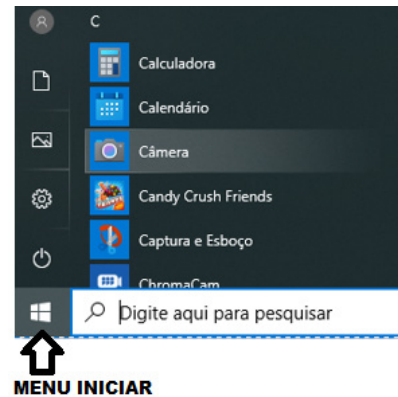 C
Calculadora
Calendário
Câmera
Candy Crush Friends
Captura e Esboço
ChromaCam
Digite aqui para pesquisar
MENU INICIAR